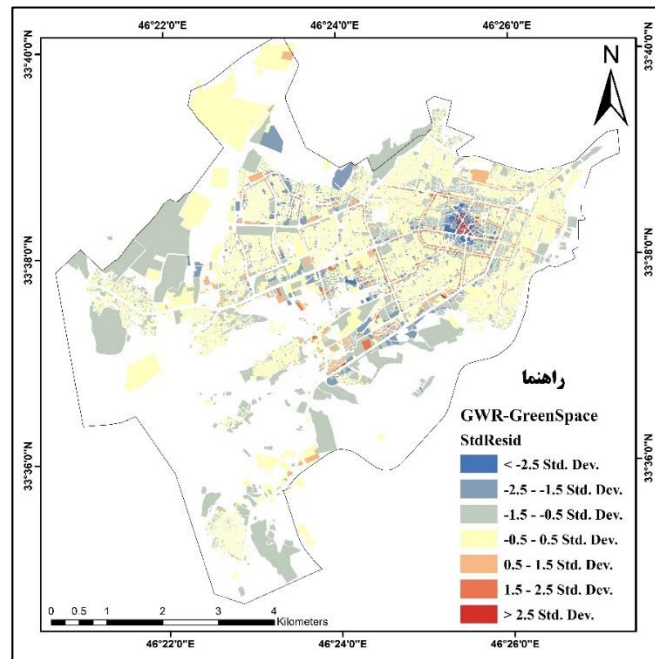 46°22'0"E 46°24'0"E 46°26'0"E
33°40'0"N 33°40'0"N
N
33°38'0"N 33°38'0"N
راهنما
GWR-GreenSpace
StdResid
< -2.5 Std. Dev.
-2.5 - -1.5 Std. Dev.
-1.5 - -0.5 Std. Dev.
-0.5 - 0.5 Std. Dev.
0.5 - 1.5 Std. Dev.
1.5 - 2.5 Std. Dev.
> 2.5 Std. Dev.
33°36'0"N 33°36'0"N
0 0.5 1 2 3 4
Kilometers
46°22'0"E 46°24'0"E 46°26'0"E